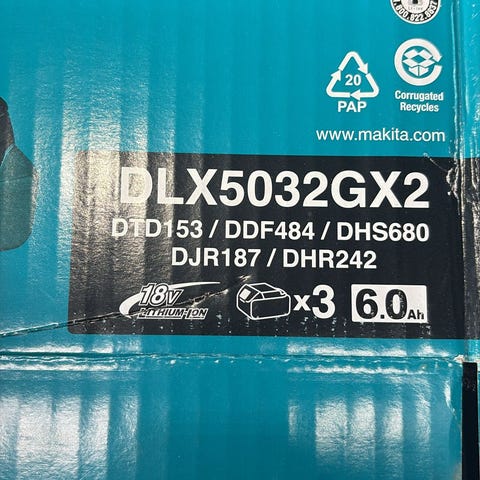 20
PAP
Corrugated
Recycles
www.makita.com
DLX5032GX2
DTD153 / DDF484 / DHS680
DJR187 / DHR242
18V
LITHIUM-ION
x3 6.0Ah